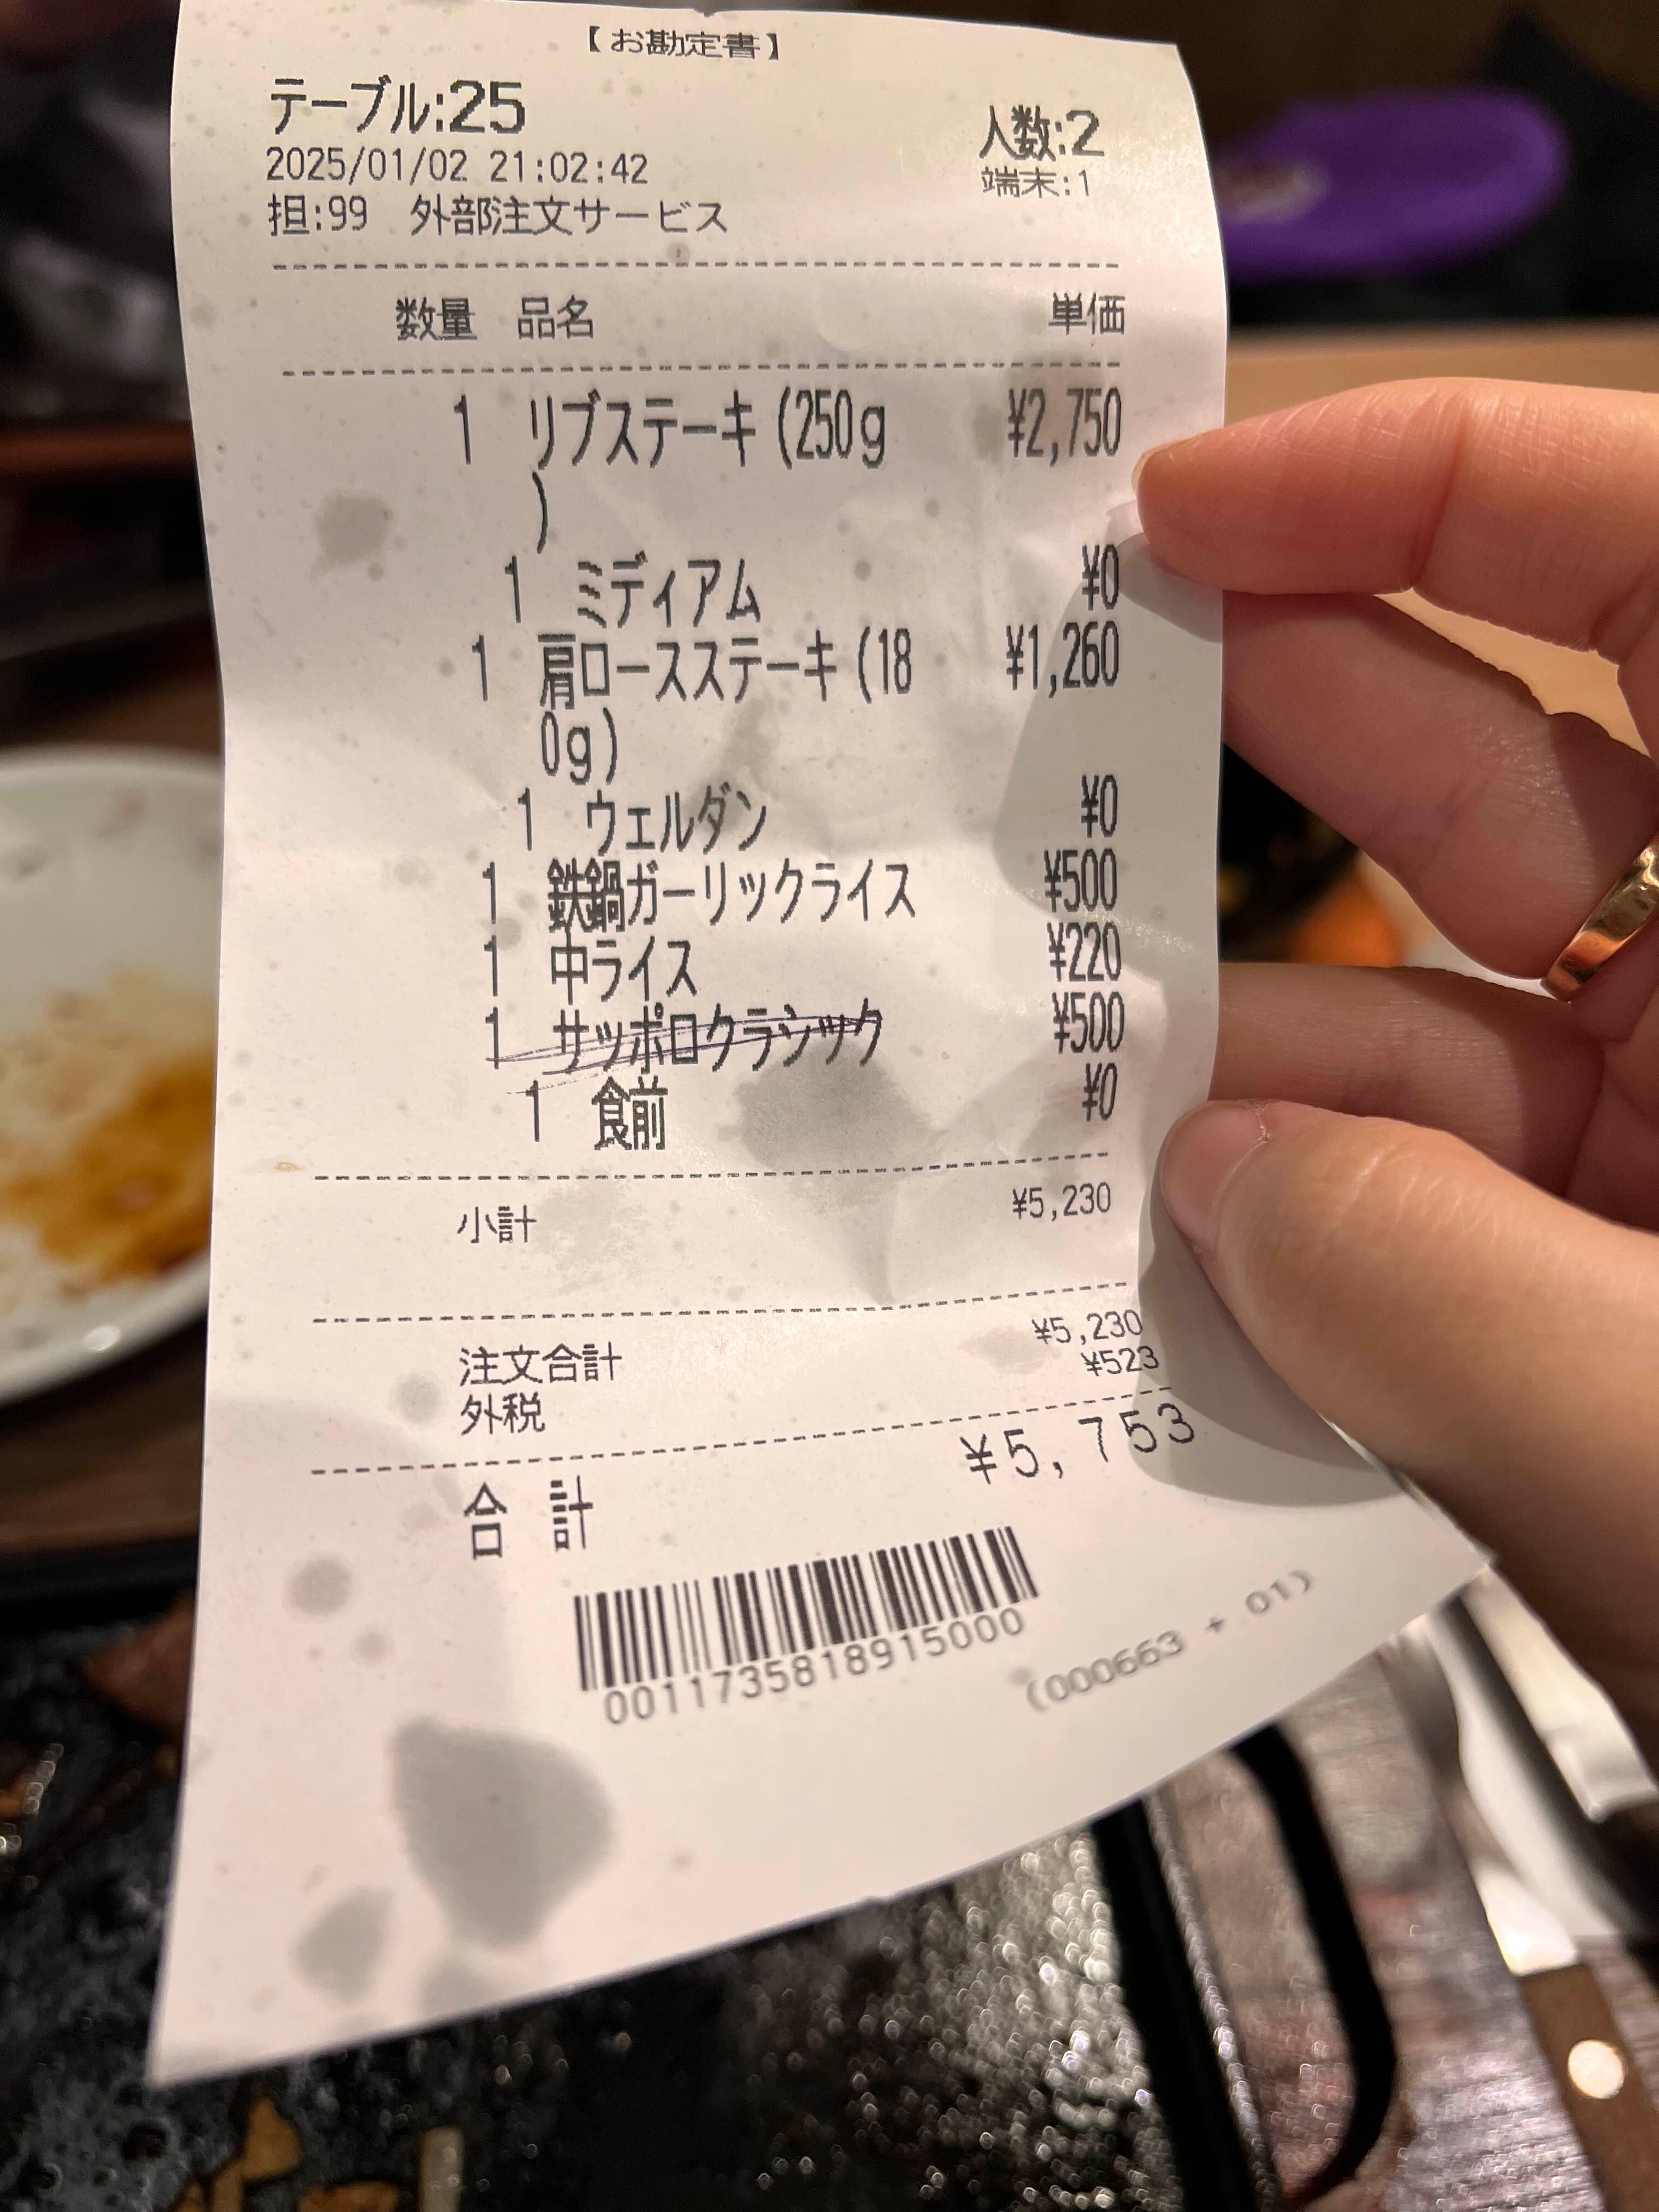 【お勘定書】
テーブル:25 人数:2
2025/01/02 21:02:42 端末:1
担:99 外部注文サービス
数量 品名 単価
1 リブステーキ(250g ¥2,750
)
1 ミディアム ¥0
1 肩ロースステーキ(18 ¥1,260
0g)
1 ウェルダン ¥0
1 鉄鍋ガーリックライス ¥500
1 中ライス ¥220
1 サッポロクラシック ¥500
1 食前 ¥0
小計 ¥5,230
注文合計 ¥5,230
外税 ¥523
合 計 ¥5,753
0011735818915000
(000663 + 01)